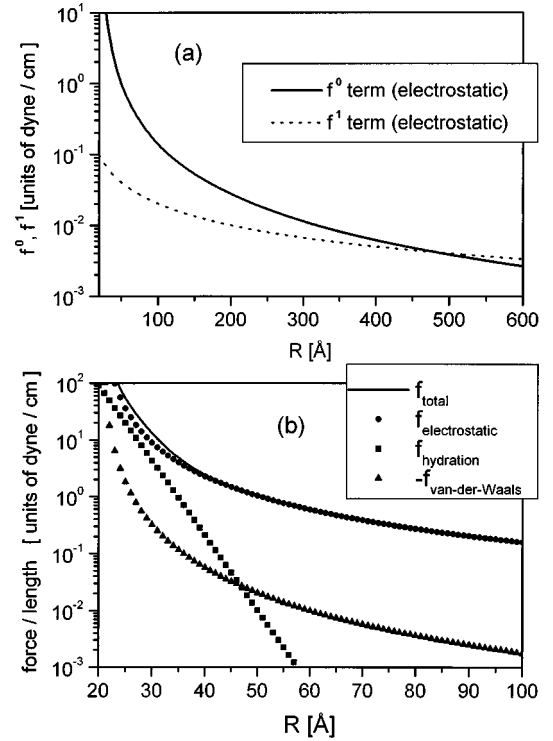 10¹
(a)
f⁰ term (electrostatic)
f¹ term (electrostatic)
10⁰
10⁻¹
10⁻²
10⁻³
f⁰, f¹ [units of dyne / cm]
100 200 300 400 500 600
R [Å]
10²
(b)
f_total
f_electrostatic
f_hydration
-f_van-der-Waals
10¹
10⁰
10⁻¹
10⁻²
10⁻³
force / length [ units of dyne / cm]
20 30 40 50 60 70 80 90 100
R [Å]